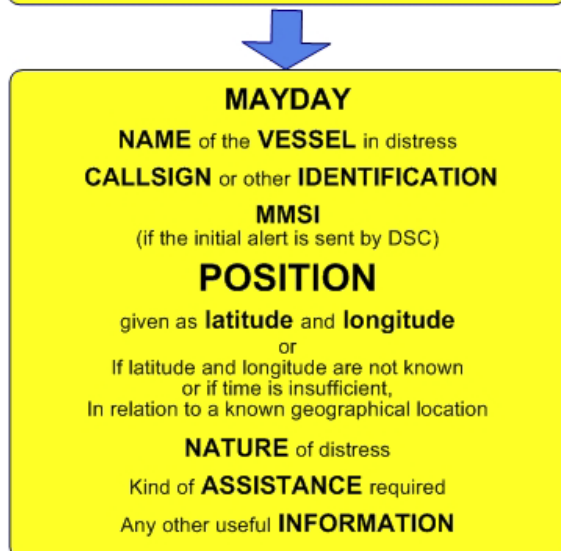 MAYDAY
NAME of the VESSEL in distress
CALLSIGN or other IDENTIFICATION
MMSI
(if the initial alert is sent by DSC)
POSITION
given as latitude and longitude
or
If latitude and longitude are not known
or if time is insufficient,
In relation to a known geographical location
NATURE of distress
Kind of ASSISTANCE required
Any other useful INFORMATION